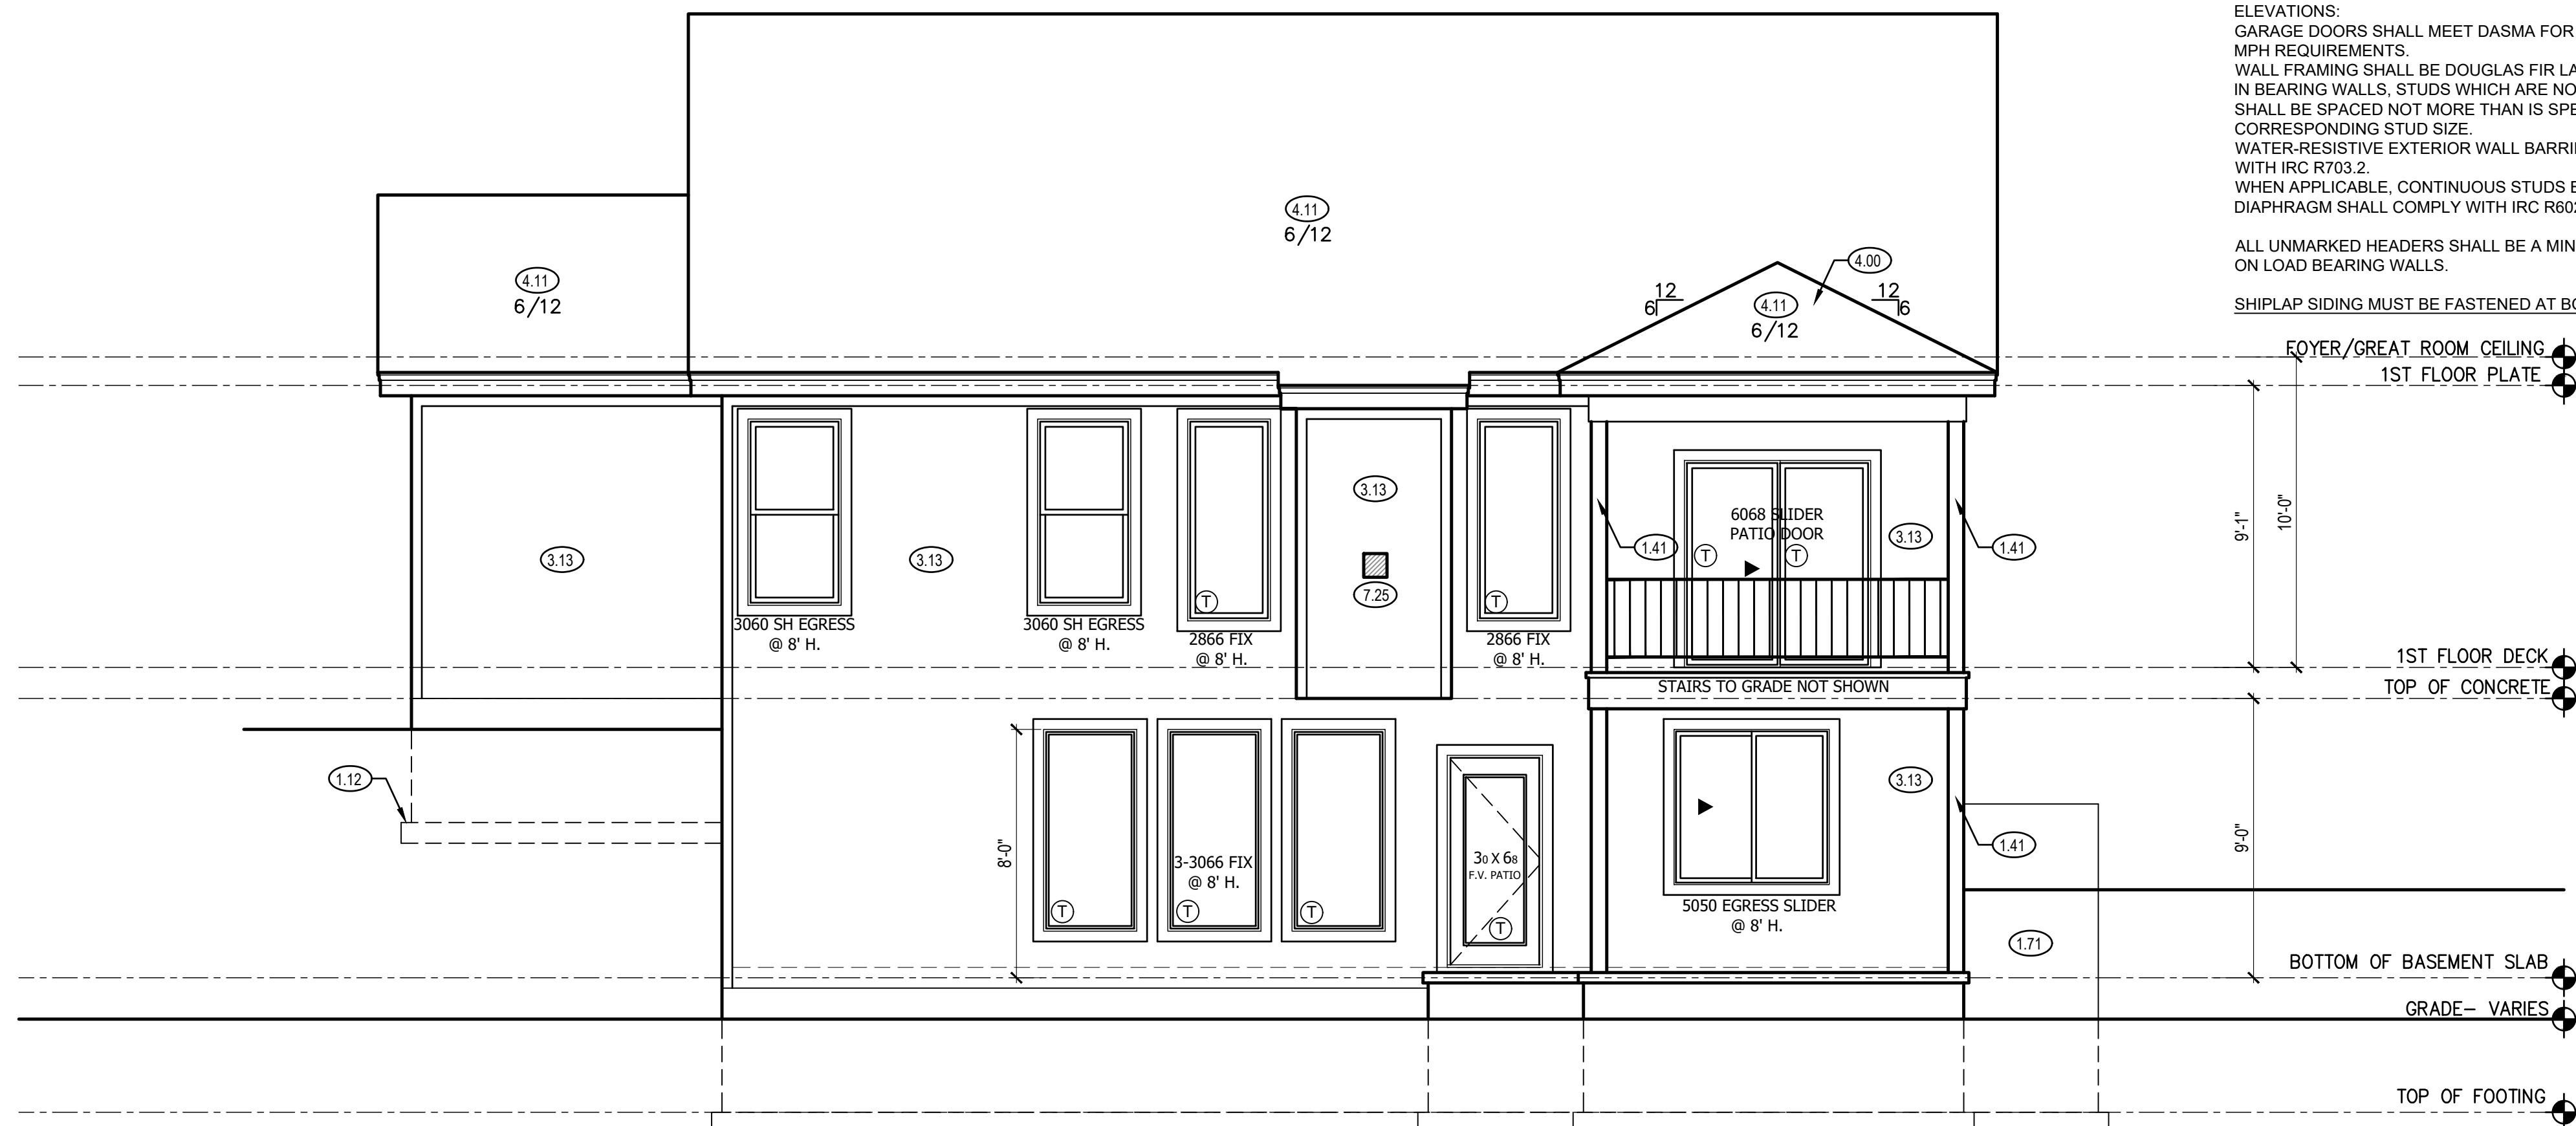 ELEVATIONS:
GARAGE DOORS SHALL MEET DASMA FOR
MPH REQUIREMENTS.
WALL FRAMING SHALL BE DOUGLAS FIR
IN BEARING WALLS, STUDS WHICH ARE
SHALL BE SPACED NOT MORE THAN IS
CORRESPONDING STUD SIZE.
WATER-RESISTIVE EXTERIOR WALL
WITH IRC R703.2.
WHEN APPLICABLE, CONTINUOUS STUDS
DIAPHRAGM SHALL COMPLY WITH IRC
ALL UNMARKED HEADERS SHALL BE A
ON LOAD BEARING WALLS.
SHIPLAP SIDING MUST BE FASTENED AT
4.11
6/12
4.11
6/12
4.00
12
6
4.11
6/12
12
6
FOYER/GREAT ROOM CEILING
1ST FLOOR PLATE
3.13
3.13
3.13
7.25
3060 SH EGRESS
@ 8' H.
3060 SH EGRESS
@ 8' H.
T
2866 FIX
@ 8' H.
T
2866 FIX
@ 8' H.
6068 SLIDER
PATIO DOOR
T
T
3.13
1.41
1.41
9'-1"
10'-0"
1ST FLOOR DECK
TOP OF CONCRETE
STAIRS TO GRADE NOT SHOWN
1.12
8'-0"
3-3066 FIX
@ 8' H.
T
T
T
30 X 68
F.V. PATIO
T
5050 EGRESS SLIDER
@ 8' H.
3.13
1.41
9'-0"
1.71
BOTTOM OF BASEMENT SLAB
GRADE- VARIES
TOP OF FOOTING